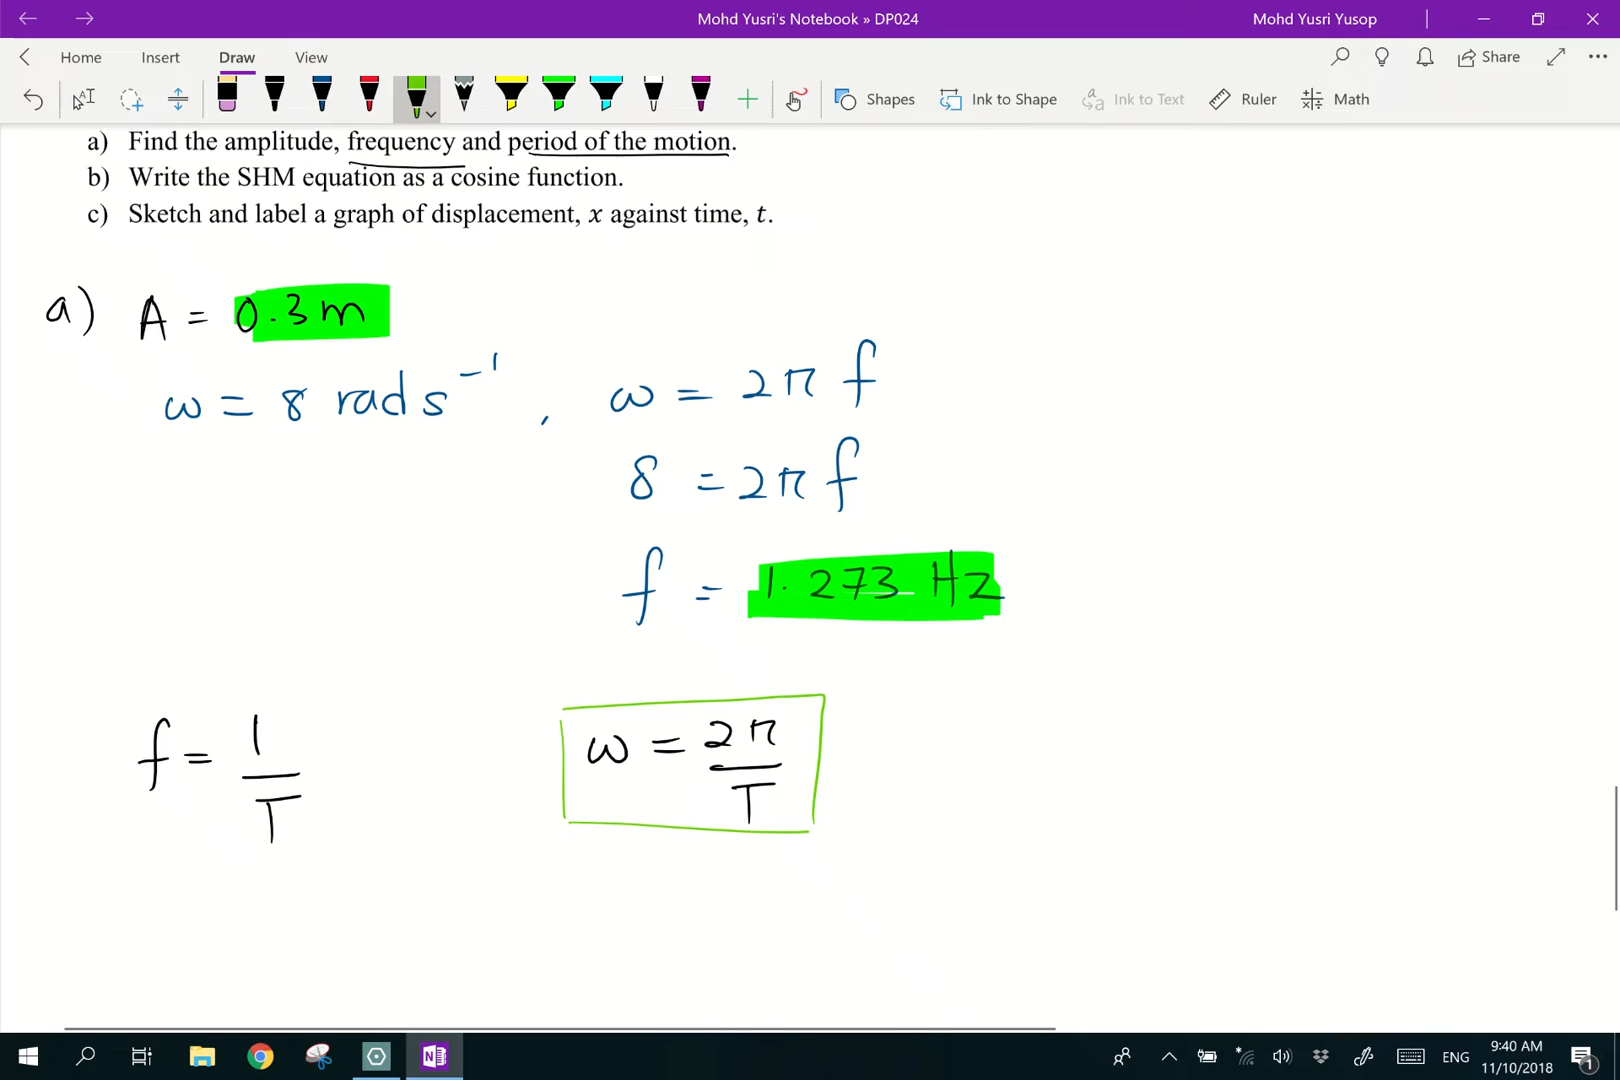 Mohd Yusri's Notebook » DP024
Mohd Yusri Yusop
Home Insert Draw View
Share
Shapes Ink to Shape Ink to Text Ruler Math
a) Find the amplitude, frequency and period of the motion.
b) Write the SHM equation as a cosine function.
c) Sketch and label a graph of displacement, x against time, t.
a) A = 0.3 m
ω = 8 rad s⁻¹ , ω = 2π f
8 = 2π f
f = 1.273 Hz
f = 1/T
ω = 2π/T
ENG
9:40 AM
11/10/2018
1